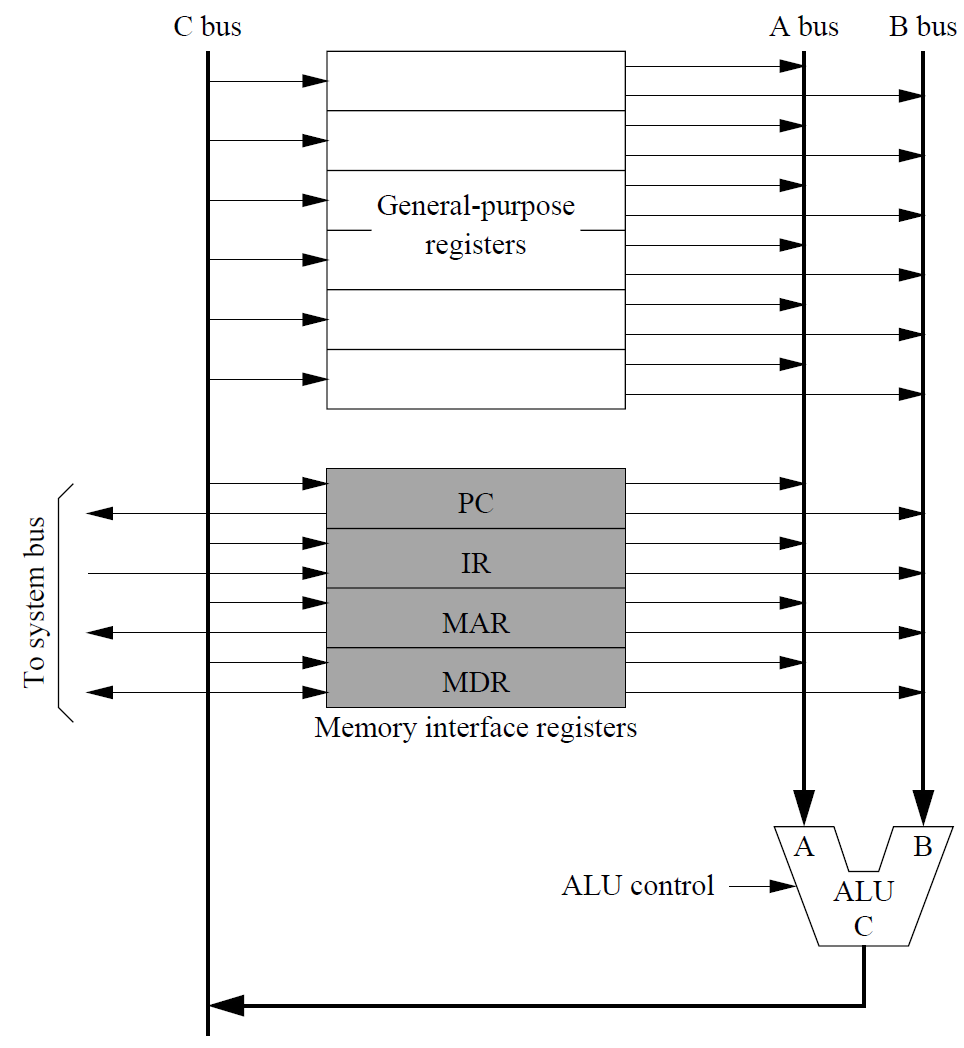 C bus
A bus
B bus
General-purpose
registers
To system bus
PC
IR
MAR
MDR
Memory interface registers
A
B
ALU control
ALU
C